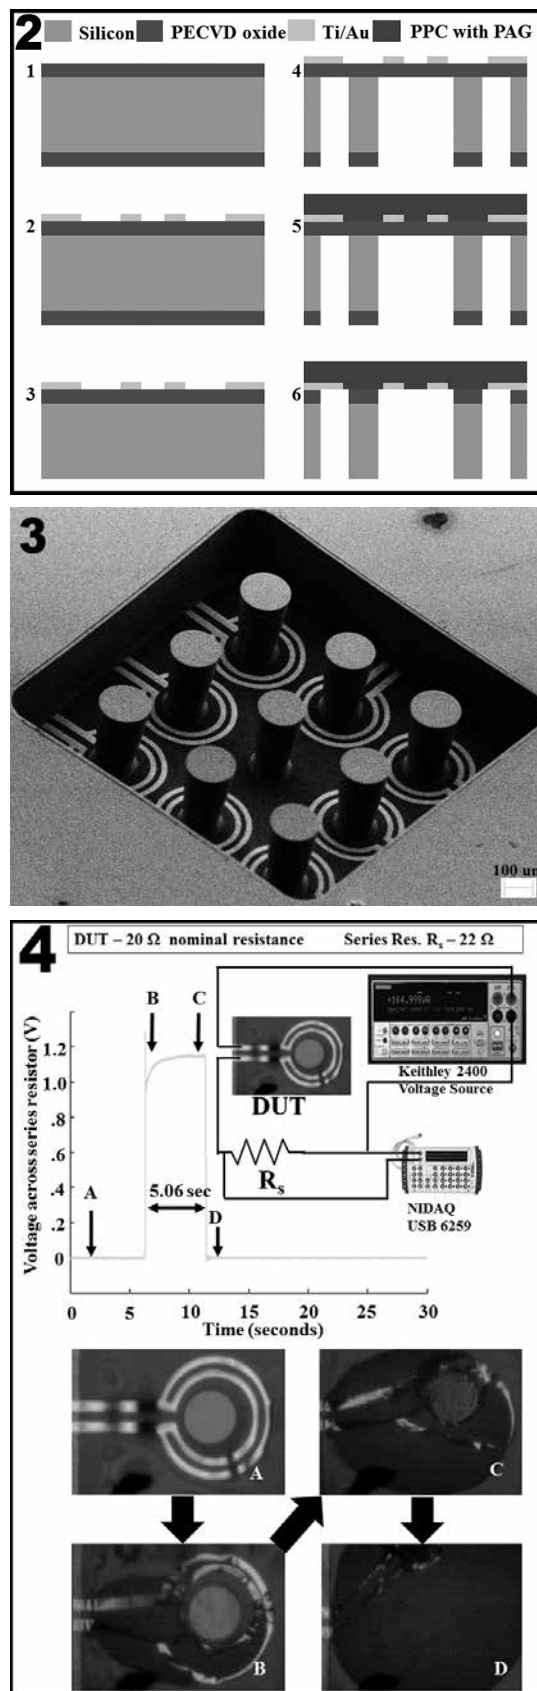 2
Silicon PECVD oxide Ti/Au PPC with PAG
1
4
2
5
3
6
3
100 um
4
DUT – 20 Ω nominal resistance Series Res. Rs – 22 Ω
B C
Voltage across series resistor (V)
1.2
1.0
.8
.6
.4
.2
0
A
5.06 sec
D
0 5 10 15 20 25 30
Time (seconds)
DUT
Rs
Keithley 2400
Voltage Source
NIDAQ
USB 6259
A
C
B
D